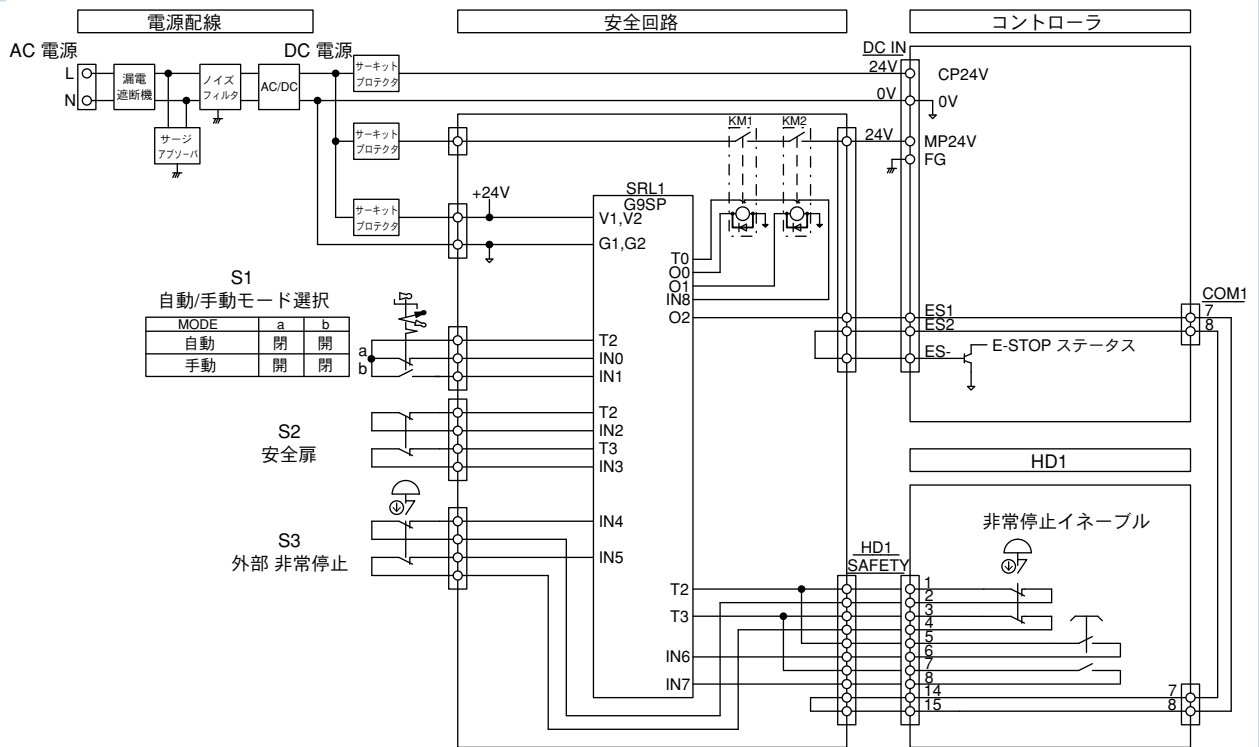 電源配線
安全回路
コントローラ
AC 電源
DC 電源
DC IN
L
N
漏電
遮断機
ノイズ
フィルタ
AC/DC
サーキット
プロテクタ
24V
CP24V
0V
0V
サージ
アブソーバ
サーキット
プロテクタ
KM1
KM2
24V
MP24V
FG
サーキット
プロテクタ
+24V
SRL1
G9SP
V1,V2
G1,G2
T0
O0
O1
IN8
O2
S1
自動/手動モード選択
MODE a b
自動 閉 開
手動 開 閉
a
b
T2
IN0
IN1
ES1
ES2
ES-
E-STOP ステータス
COM1
7
8
S2
安全扉
T2
IN2
T3
IN3
HD1
S3
外部 非常停止
IN4
IN5
HD1
SAFETY
非常停止イネーブル
T2
T3
IN6
IN7
1
2
3
4
5
6
7
8
14
15
7
8